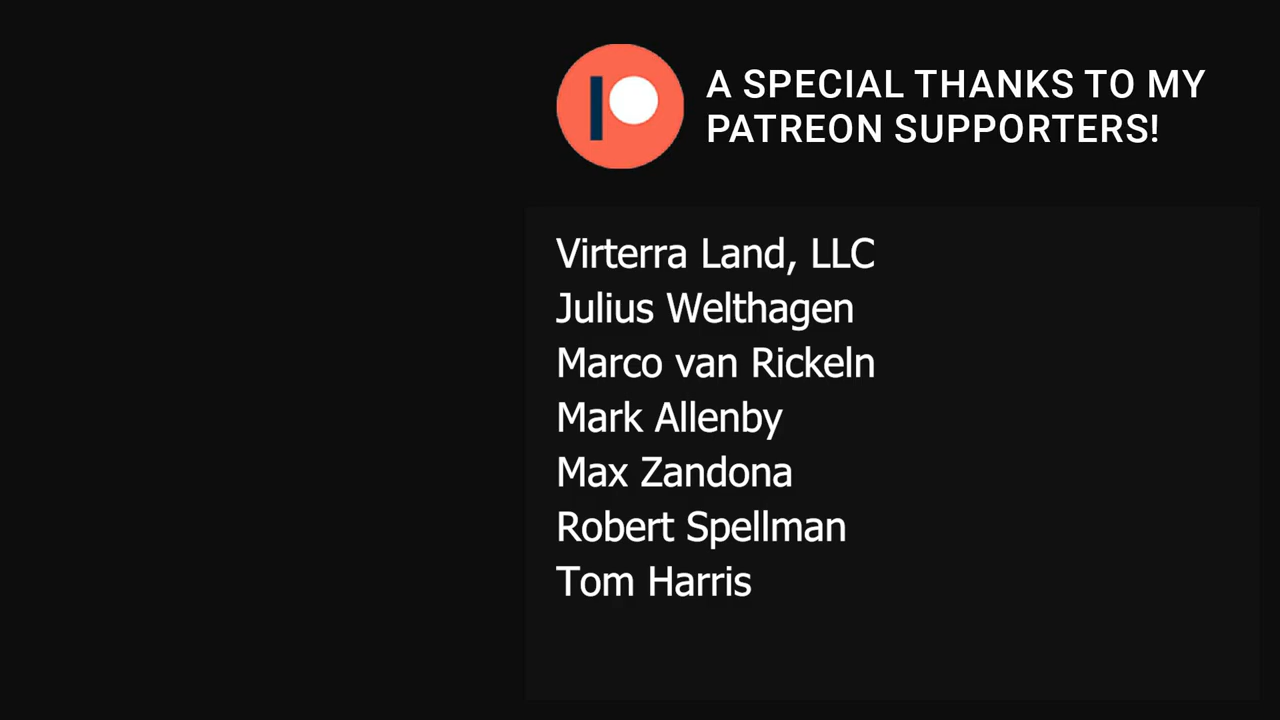 A SPECIAL THANKS TO MY
PATREON SUPPORTERS!
Virterra Land, LLC
Julius Welthagen
Marco van Rickeln
Mark Allenby
Max Zandona
Robert Spellman
Tom Harris